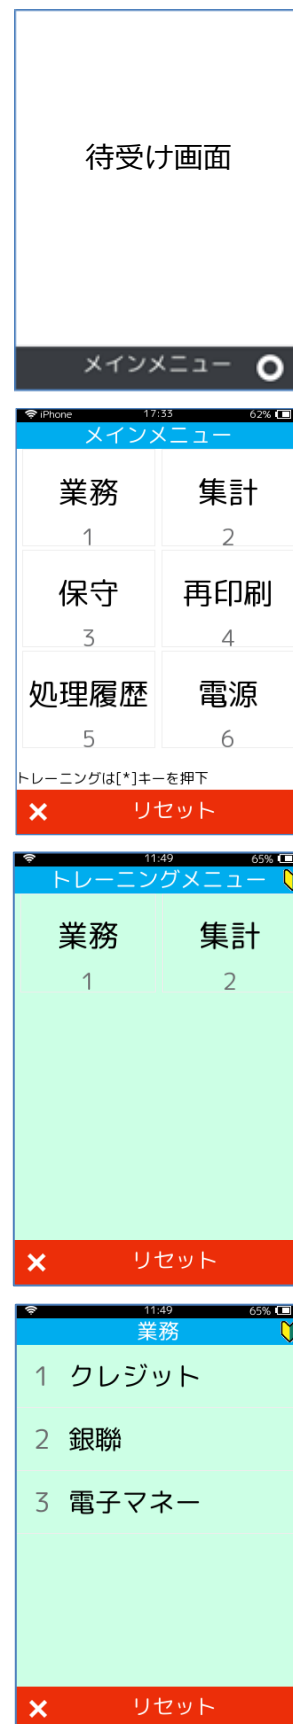 待受け画面
メインメニュー
iPhone 17:33 62%
メインメニュー
業務 集計
1 2
保守 再印刷
3 4
処理履歴 電源
5 6
トレーニングは[*]キーを押下
× リセット
11:49 65%
トレーニングメニュー
業務 集計
1 2
× リセット
11:49 65%
業務
1 クレジット
2 銀聯
3 電子マネー
× リセット